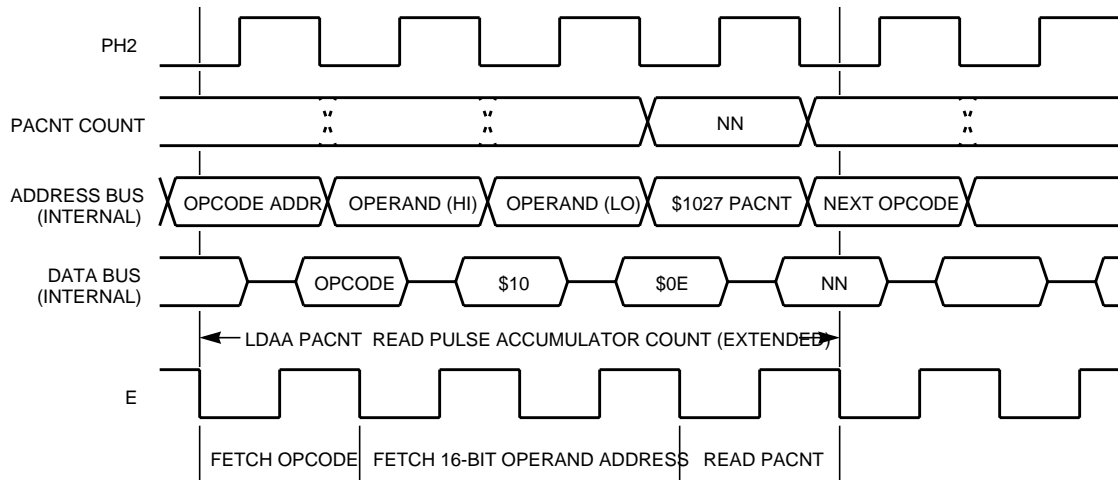 PH2
PACNT COUNT
NN
ADDRESS BUS
(INTERNAL)
OPCODE ADDR
OPERAND (HI)
OPERAND (LO)
$1027 PACNT
NEXT OPCODE
DATA BUS
(INTERNAL)
OPCODE
$10
$0E
NN
LDAA PACNT READ PULSE ACCUMULATOR COUNT (EXTENDED)
E
FETCH OPCODE
FETCH 16-BIT OPERAND ADDRESS
READ PACNT